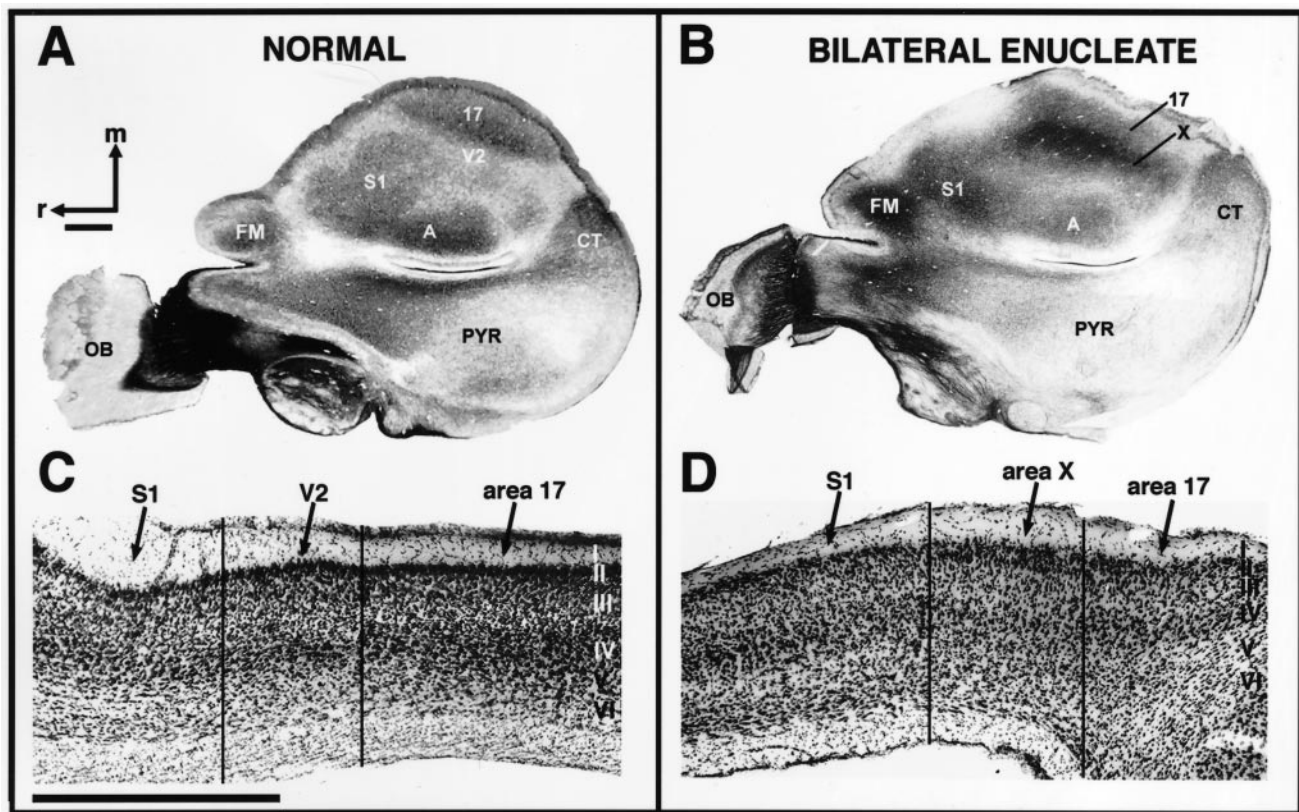 A NORMAL
17
V2
S1
A
FM
CT
OB
PYR
m
r
B BILATERAL ENUCLEATE
17
X
S1
FM
A
CT
OB
PYR
C
S1 V2 area 17
I
II
III
IV
V
VI
D
S1 area X area 17
I
II
III
IV
V
VI